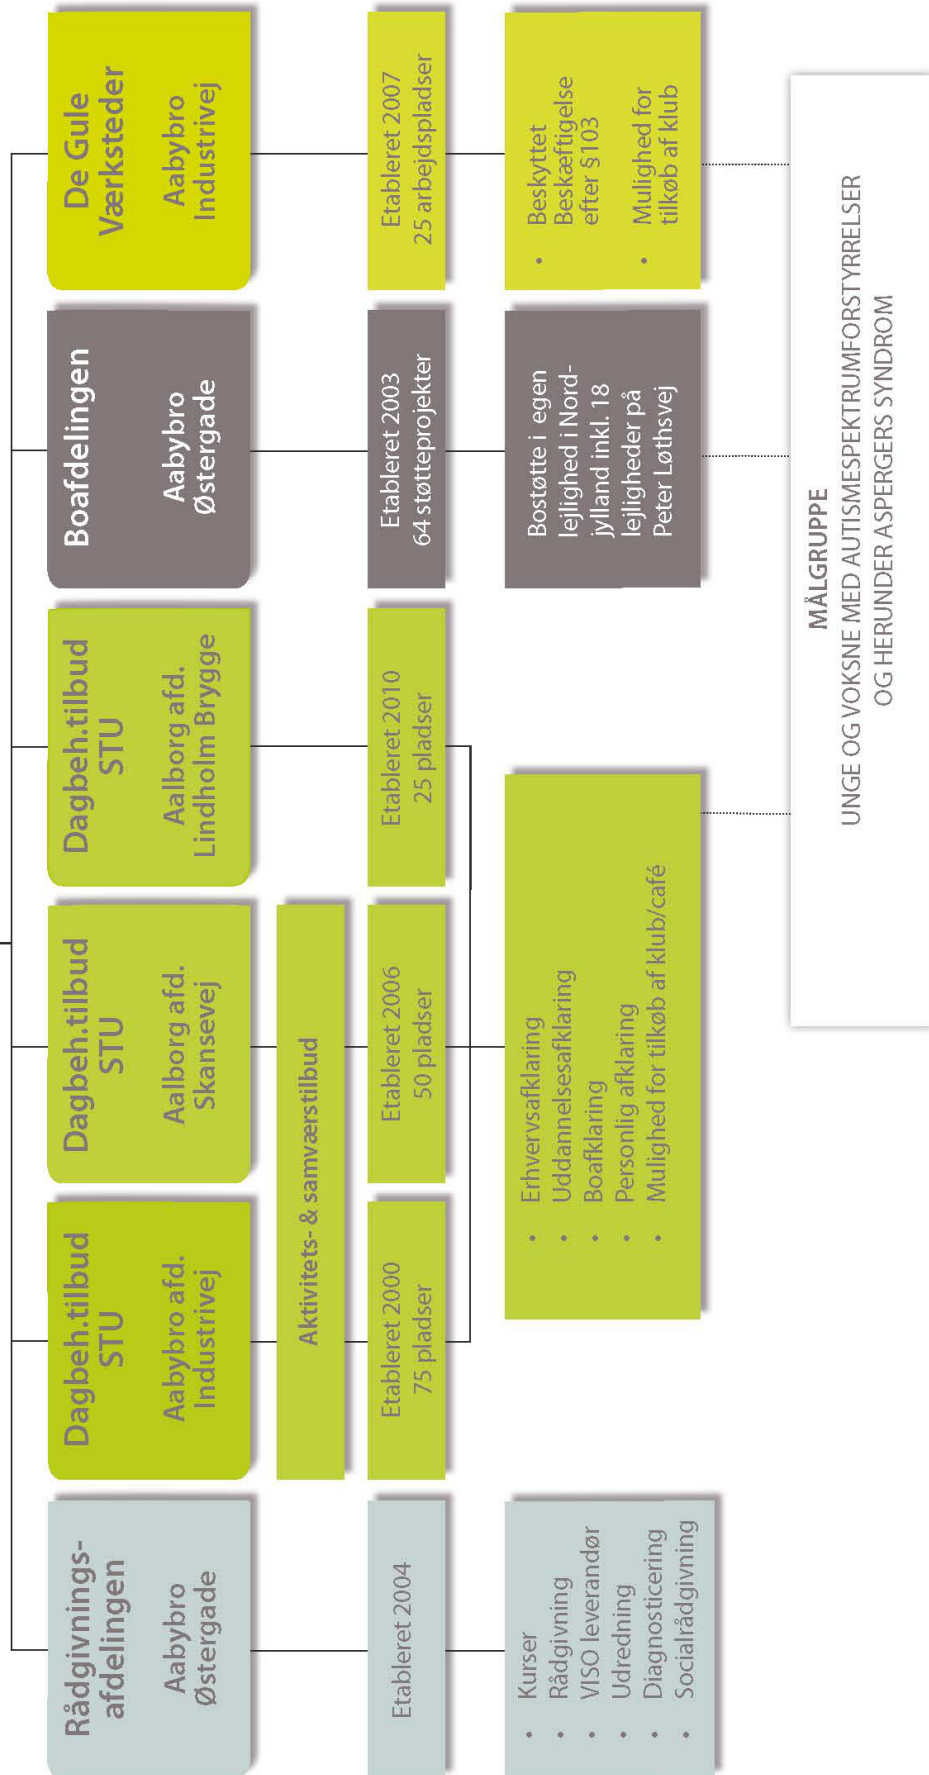 Rådgivnings-
afdelingen
Aabybro
Østergade
Etableret 2004
• Kurser
• Rådgivning
• VISO leverandør
• Udredning
• Diagnosticering
• Socialrådgivning
Dagbeh.tilbud
STU
Aabybro afd.
Industrivej
Dagbeh.tilbud
STU
Aalborg afd.
Skansevej
Dagbeh.tilbud
STU
Aalborg afd.
Lindholm Brygge
Aktivitets- & samværstilbud
Etableret 2000
75 pladser
Etableret 2006
50 pladser
Etableret 2010
25 pladser
• Erhvervsafklaring
• Uddannelsesafklaring
• Boafklaring
• Personlig afklaring
• Mulighed for tilkøb af klub/café
Boafdelingen
Aabybro
Østergade
Etableret 2003
64 støtteprojekter
Bostøtte i egen
lejlighed i Nord-
jylland inkl. 18
lejligheder på
Peter Løthsvej
De Gule
Værksteder
Aabybro
Industrivej
Etableret 2007
25 arbejdspladser
• Beskyttet
Beskæftigelse
efter §103
• Mulighed for
tilkøb af klub
MÅLGRUPPE
UNGE OG VOKSNE MED AUTISMESPEKTRUMFORSTYRRELSER
OG HERUNDER ASPERGERS SYNDROM